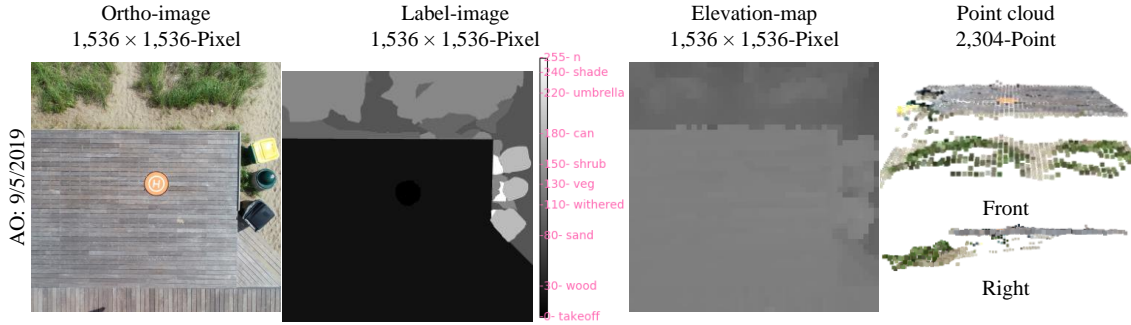 Ortho-image
1,536 × 1,536-Pixel
Label-image
1,536 × 1,536-Pixel
Elevation-map
1,536 × 1,536-Pixel
Point cloud
2,304-Point
AO: 9/5/2019
H
-255- n
-240- shade
-220- umbrella
-180- can
-150- shrub
-130- veg
-110- withered
-80- sand
-30- wood
-0- takeoff
Front
Right